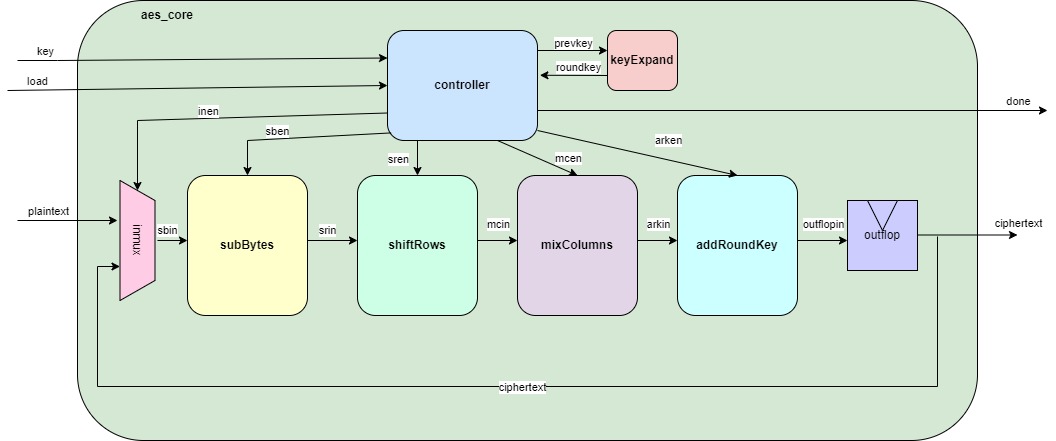 aes_core
key
load
controller
prevkey
roundkey
keyExpand
done
inen
sben
sren
mcen
arken
plaintext
inmux
sbin
subBytes
srin
shiftRows
mcin
mixColumns
arkin
addRoundKey
outflopin
outflop
ciphertext
ciphertext